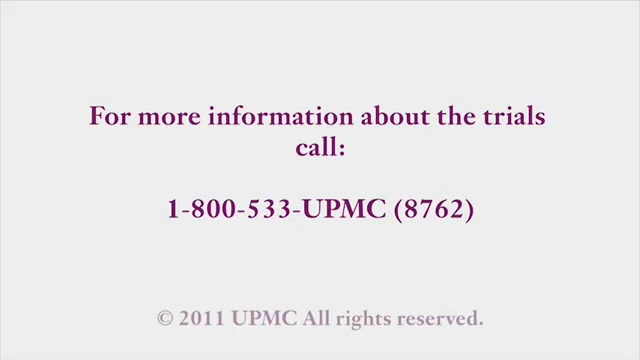 For more information about the trials
call:
1-800-533-UPMC (8762)
© 2011 UPMC All rights reserved.